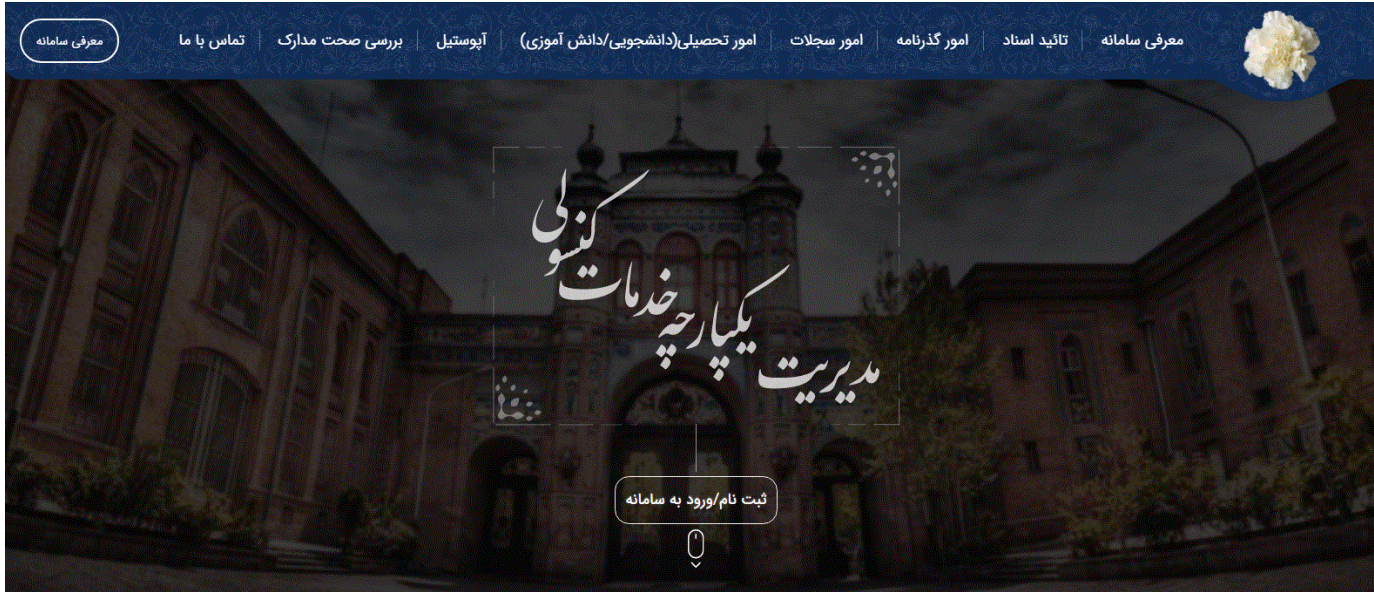 معرفی سامانه
تائید اسناد
امور گذرنامه
امور سجلات
امور تحصیلی(دانشجویی/دانش آموزی)
آپوستیل
بررسی صحت مدارک
تماس با ما
معرفی سامانه
مدیریت یکپارچه خدمات کنسولی
ثبت نام/ورود به سامانه